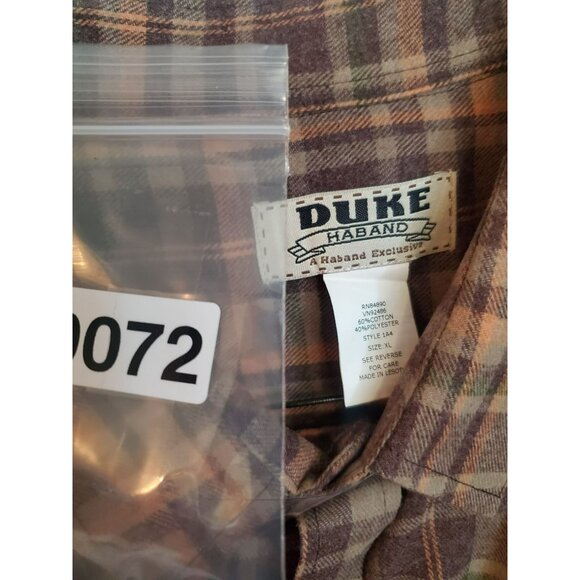 DUKE
HABAND
A Haband Exclusive
RN84890
VN92486
60%COTTON
40%POLYESTER
STYLE 1A4
SIZE: XL
SEE REVERSE
FOR CARE
MADE IN LESOTHO
0072